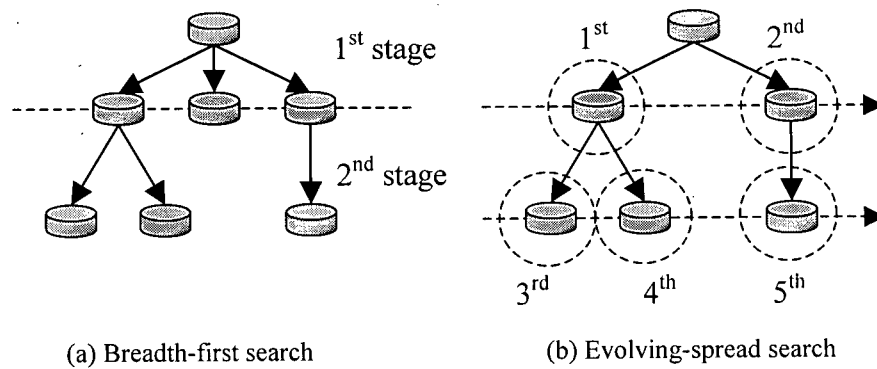 1st stage
2nd stage
(a) Breadth-first search
1st
2nd
3rd
4th
5th
(b) Evolving-spread search